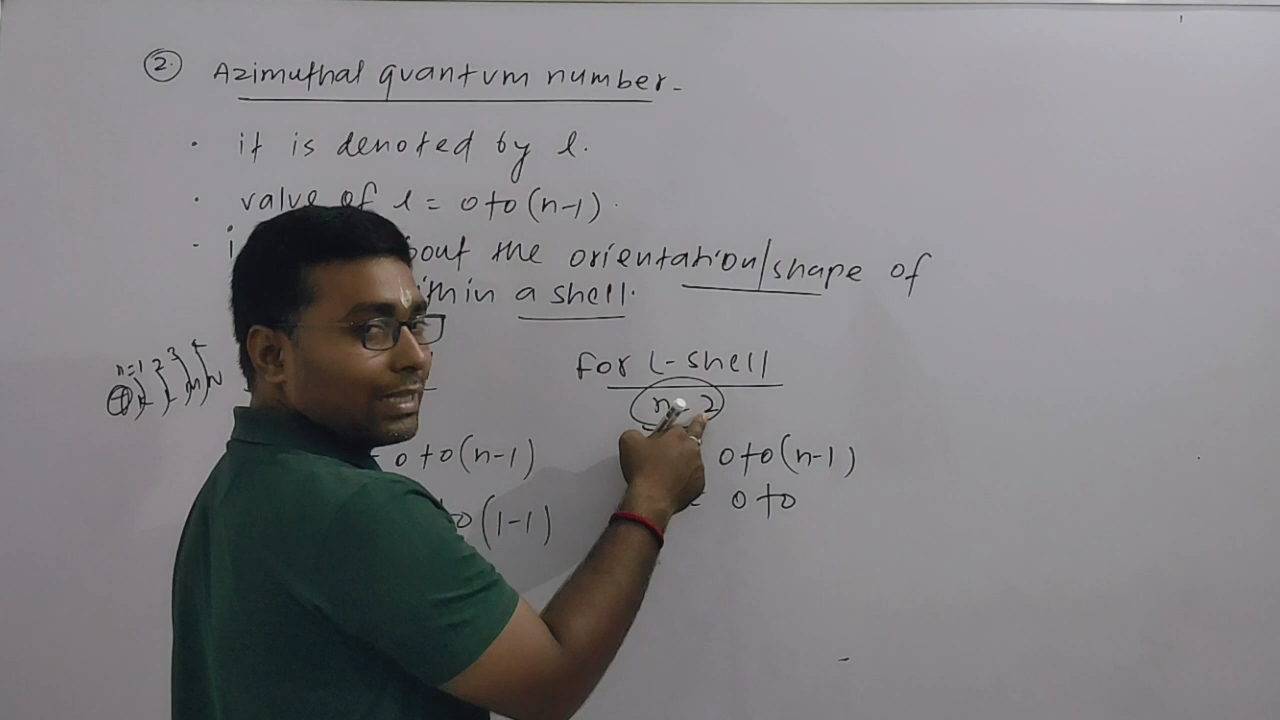 2. Azimuthal quantum number-
· it is denoted by l.
· value of l = 0 to (n-1).
· the orientation/shape of
within a shell.
n=1 2 3 4
For L-shell
n = 2
0 to (n-1)
0 to (n-1)
0 to
(1-1)